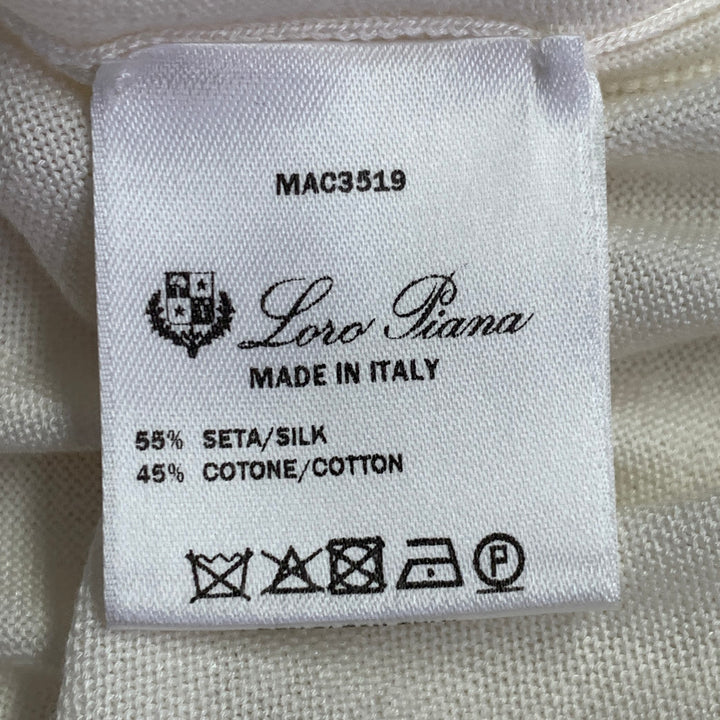 MAC3519
Loro Piana
MADE IN ITALY
55% SETA/SILK
45% COTONE/COTTON
P